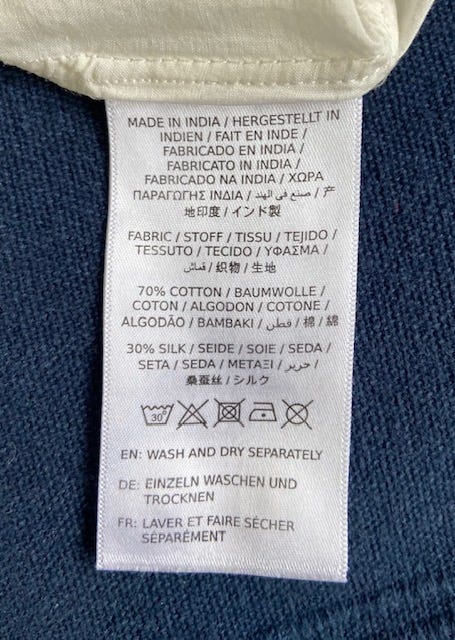 MADE IN INDIA / HERGESTELLT IN
INDIEN / FAIT EN INDE /
FABRICADO EN INDIA /
FABRICATO IN INDIA /
FABRICADO NA INDIA / ΧΩΡΑ
ΠΑΡΑΓΩΓΗΣ ΙΝΔΙΑ / صنع في الهند / 产
地印度 / インド製
FABRIC / STOFF / TISSU / TEJIDO /
TESSUTO / TECIDO / ΥΦΑΣΜΑ /
قماش / 织物 / 生地
70% COTTON / BAUMWOLLE /
COTON / ALGODON / COTONE /
ALGODÃO / BAMBAKI / قطن / 棉 / 綿
30% SILK / SEIDE / SOIE / SEDA /
SETA / SEDA / ΜΕΤΑΞΙ / حرير /
桑蚕丝 / シルク
30°
EN: WASH AND DRY SEPARATELY
DE: EINZELN WASCHEN UND
TROCKNEN
FR: LAVER ET FAIRE SÉCHER
SÉPARÉMENT